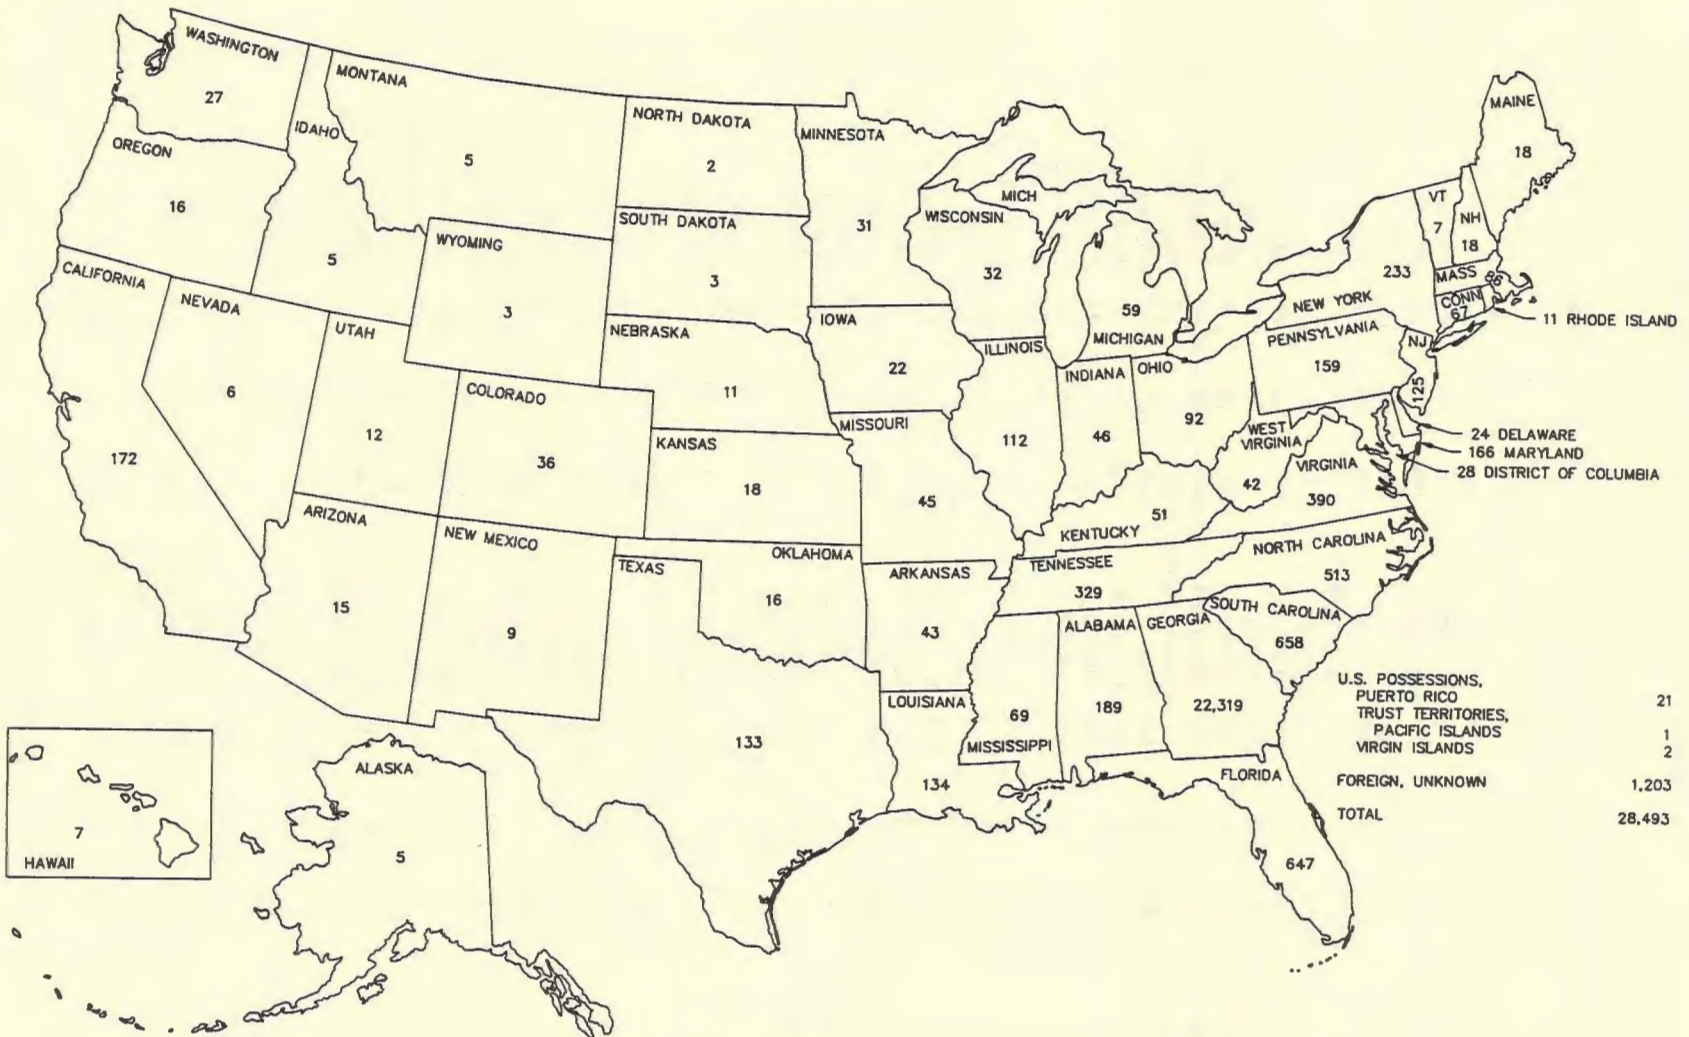 WASHINGTON
27
MONTANA
5
IDAHO
5
OREGON
16
NORTH DAKOTA
2
MINNESOTA
31
SOUTH DAKOTA
3
WYOMING
3
WISCONSIN
32
MICH
59
MICHIGAN
MAINE
18
VT
7
NH
18
MASS 86
CONN
67
11 RHODE ISLAND
233
NEW YORK
CALIFORNIA
172
NEVADA
6
UTAH
12
COLORADO
36
NEBRASKA
11
IOWA
22
ILLINOIS
112
INDIANA
46
OHIO
92
PENNSYLVANIA
159
NJ
125
24 DELAWARE
166 MARYLAND
28 DISTRICT OF COLUMBIA
WEST
VIRGINIA
42
VIRGINIA
390
KANSAS
18
MISSOURI
45
51
KENTUCKY
ARIZONA
15
NEW MEXICO
9
TEXAS
133
OKLAHOMA
16
ARKANSAS
43
TENNESSEE
329
NORTH CAROLINA
513
SOUTH CAROLINA
658
LOUISIANA
134
69
MISSISSIPPI
ALABAMA
189
GEORGIA
22,319
FLORIDA
647
ALASKA
5
7
HAWAII
U.S. POSSESSIONS,
PUERTO RICO 21
TRUST TERRITORIES,
PACIFIC ISLANDS 1
VIRGIN ISLANDS 2
FOREIGN, UNKNOWN 1,203
TOTAL 28,493